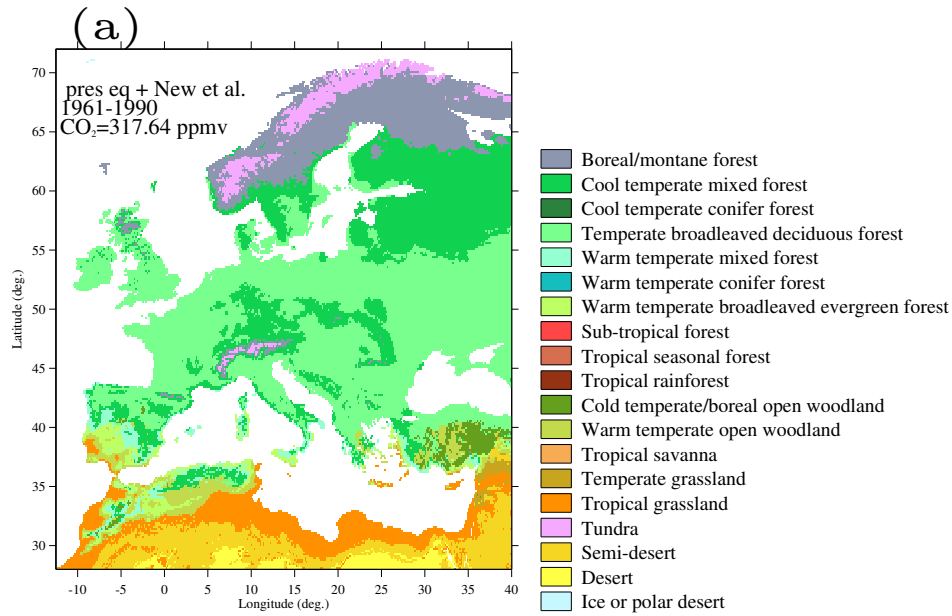 (a)
pres eq + New et al.
1961-1990
CO₂=317.64 ppmv
70
65
60
55
50
45
40
35
30
Latitude (deg.)
-10
-5
0
5
10
15
20
25
30
35
40
Longitude (deg.)
Boreal/montane forest
Cool temperate mixed forest
Cool temperate conifer forest
Temperate broadleaved deciduous forest
Warm temperate mixed forest
Warm temperate conifer forest
Warm temperate broadleaved evergreen forest
Sub-tropical forest
Tropical seasonal forest
Tropical rainforest
Cold temperate/boreal open woodland
Warm temperate open woodland
Tropical savanna
Temperate grassland
Tropical grassland
Tundra
Semi-desert
Desert
Ice or polar desert